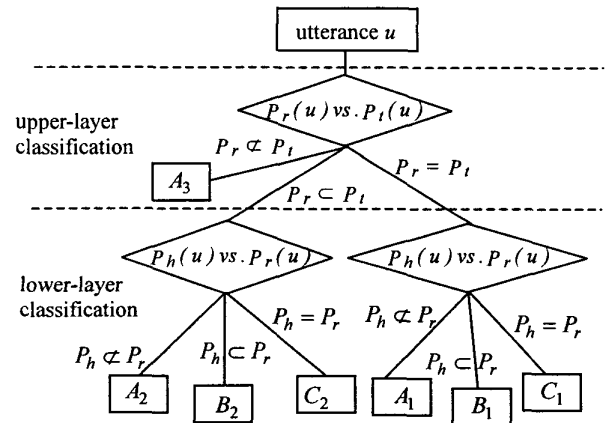 utterance u
P_r(u) vs. P_t(u)
upper-layer
classification
P_r ⊄ P_t
P_r = P_t
A_3
P_r ⊂ P_t
P_h(u) vs. P_r(u)
P_h(u) vs. P_r(u)
lower-layer
classification
P_h ⊄ P_r
P_h ⊂ P_r
P_h = P_r
P_h ⊄ P_r
P_h ⊂ P_r
P_h = P_r
A_2
B_2
C_2
A_1
B_1
C_1